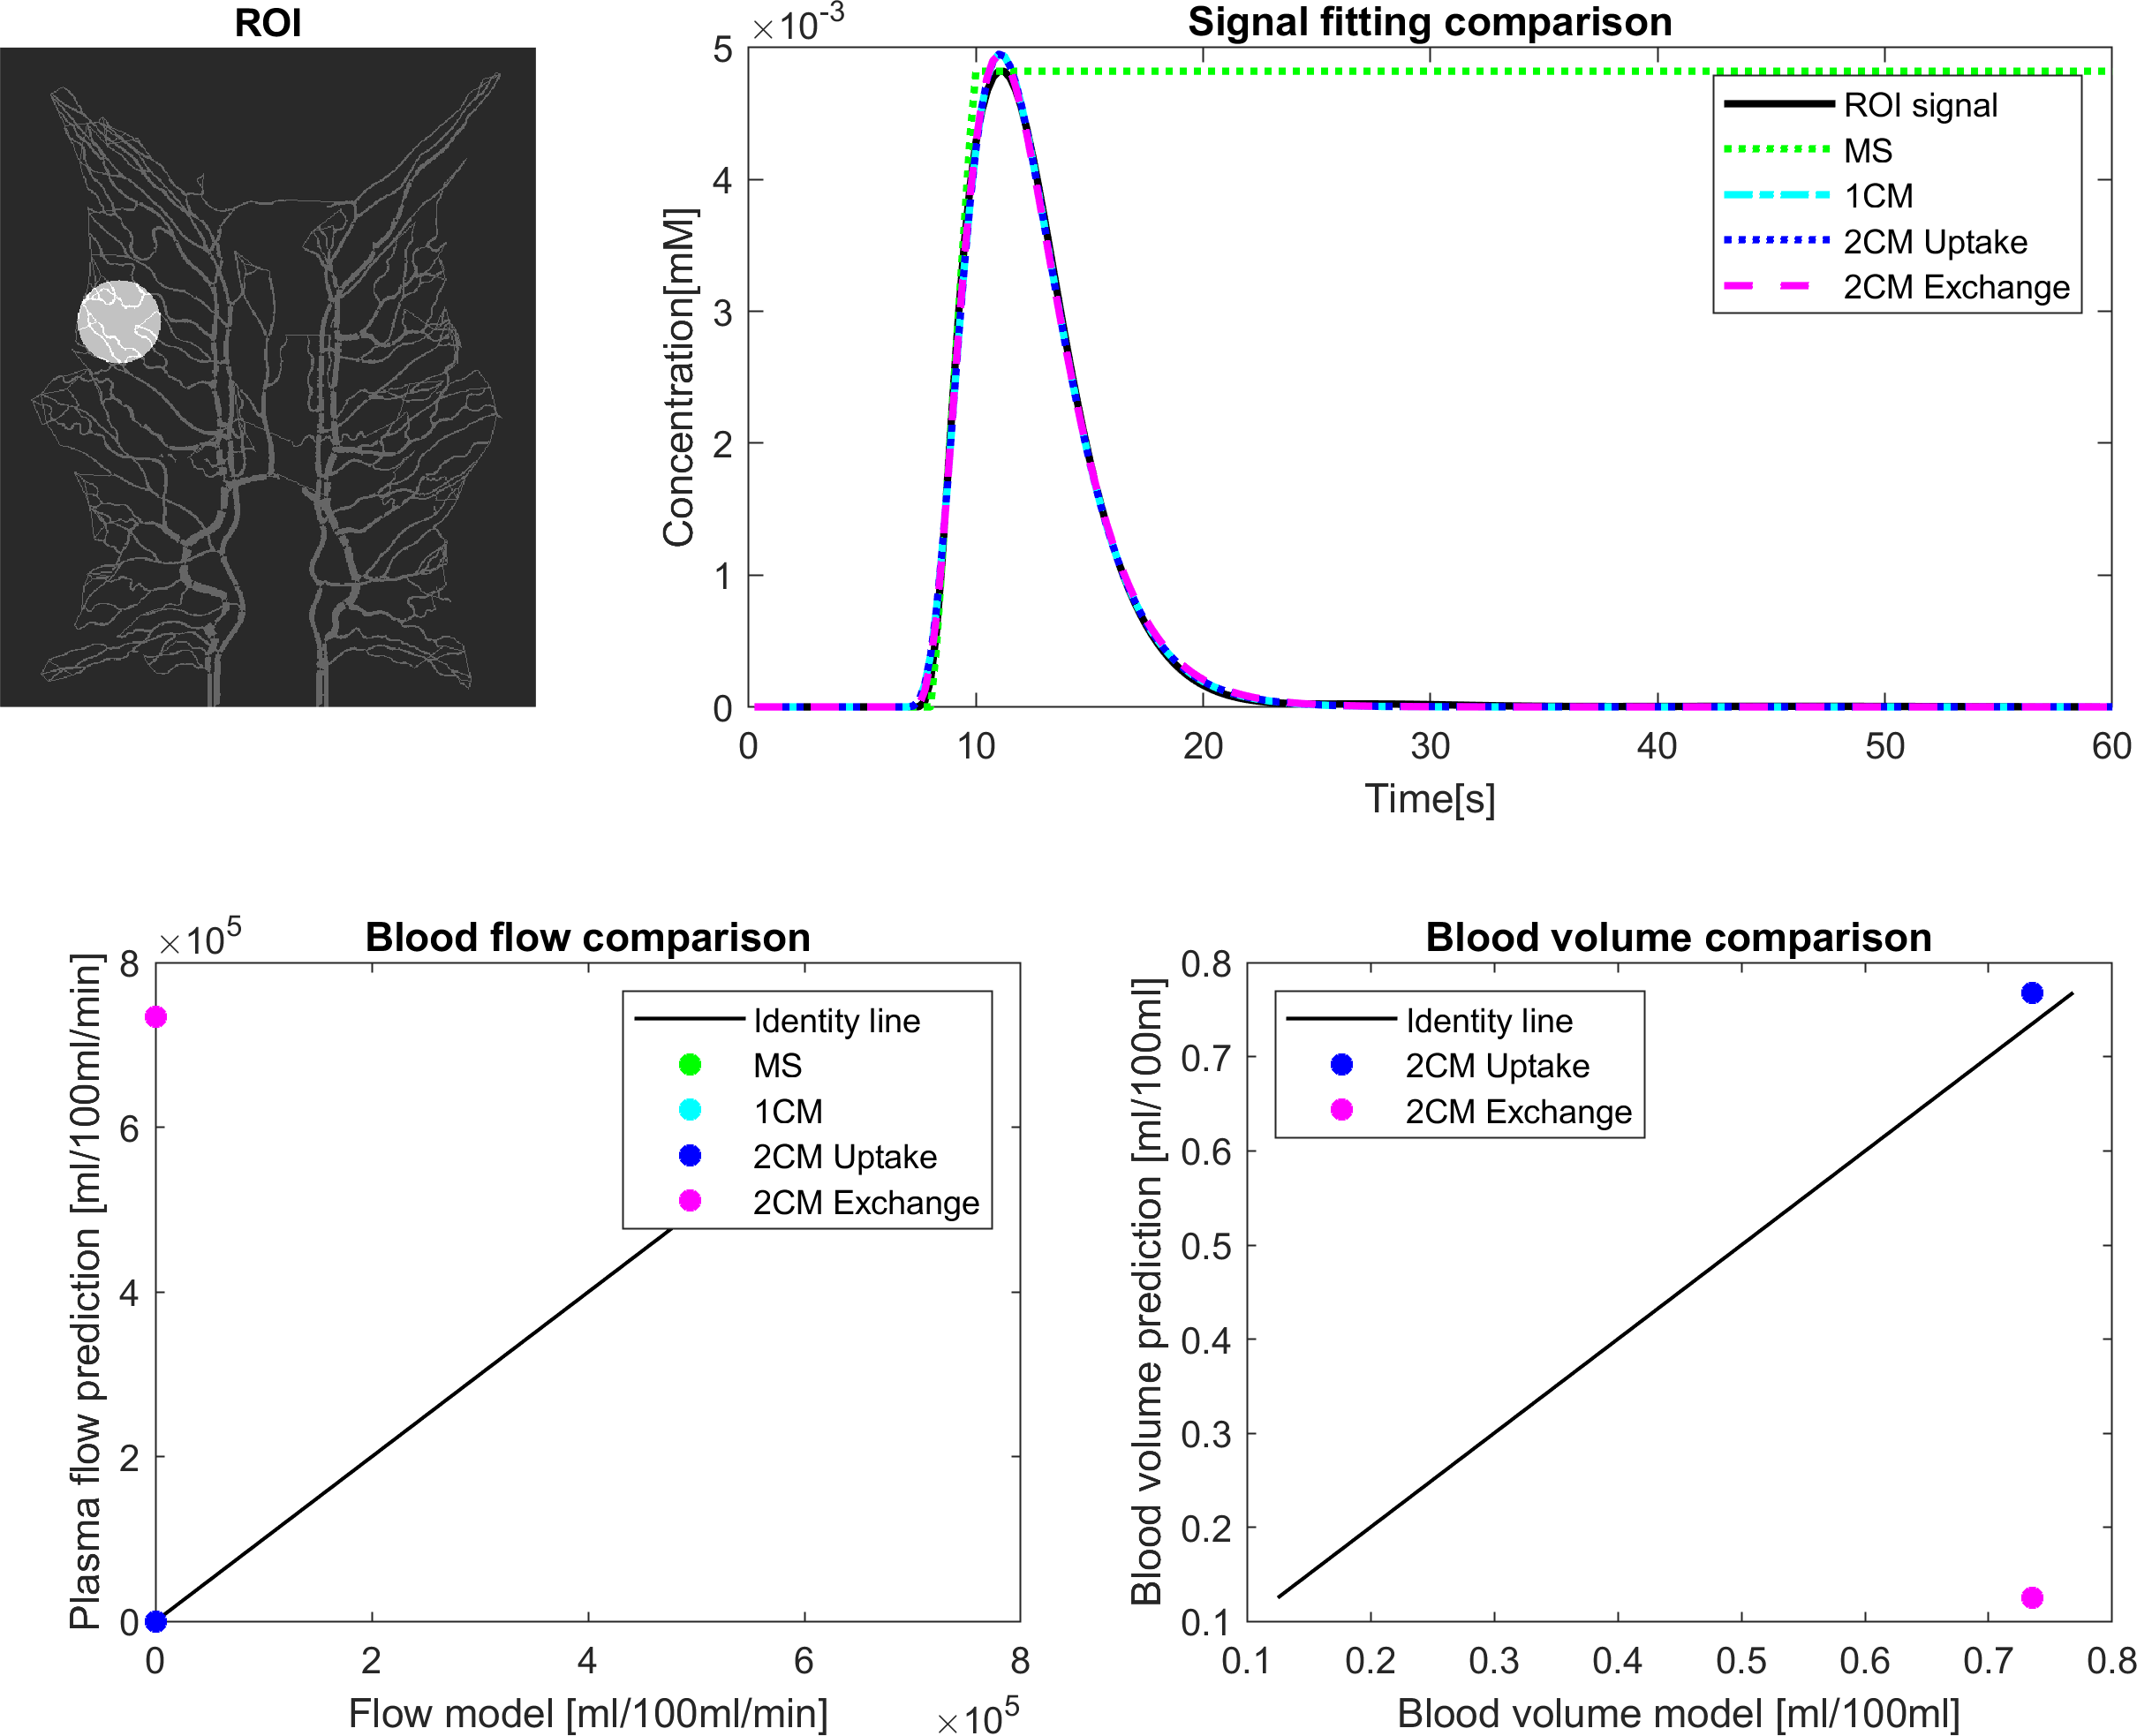 ROI
Signal fitting comparison
×10-3
5
4
3
2
1
0
Concentration[mM]
0 10 20 30 40 50 60
Time[s]
ROI signal
MS
1CM
2CM Uptake
2CM Exchange
Blood flow comparison
×105
8
6
4
2
0
Plasma flow prediction [ml/100ml/min]
0 2 4 6 8
Flow model [ml/100ml/min]
×105
Identity line
MS
1CM
2CM Uptake
2CM Exchange
Blood volume comparison
0.8
0.7
0.6
0.5
0.4
0.3
0.2
0.1
Blood volume prediction [ml/100ml]
0.1 0.2 0.3 0.4 0.5 0.6 0.7 0.8
Blood volume model [ml/100ml]
Identity line
2CM Uptake
2CM Exchange